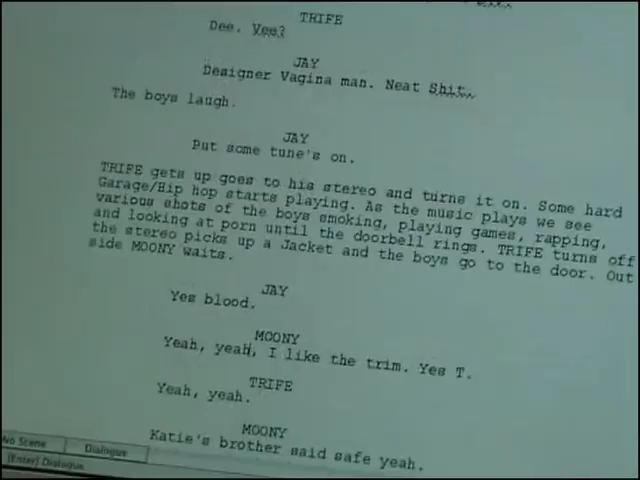 TRIFE
Dee. Vee?
JAY
Designer Vagina man. Neat Shit.
The boys laugh.
JAY
Put some tune's on.
TRIFE gets up goes to his stereo and turns it on. Some hard
Garage/Hip hop starts playing. As the music plays we see
various shots of the boys smoking, playing games, rapping,
and looking at porn until the doorbell rings. TRIFE turns off
the stereo picks up a Jacket and the boys go to the door. Out
side MOONY waits.
JAY
Yes blood.
MOONY
Yeah, yeah, I like the trim. Yes T.
TRIFE
Yeah, yeah.
MOONY
Katie's brother said safe yeah.
No Scene
Dialogue
[Enter] Dialogue